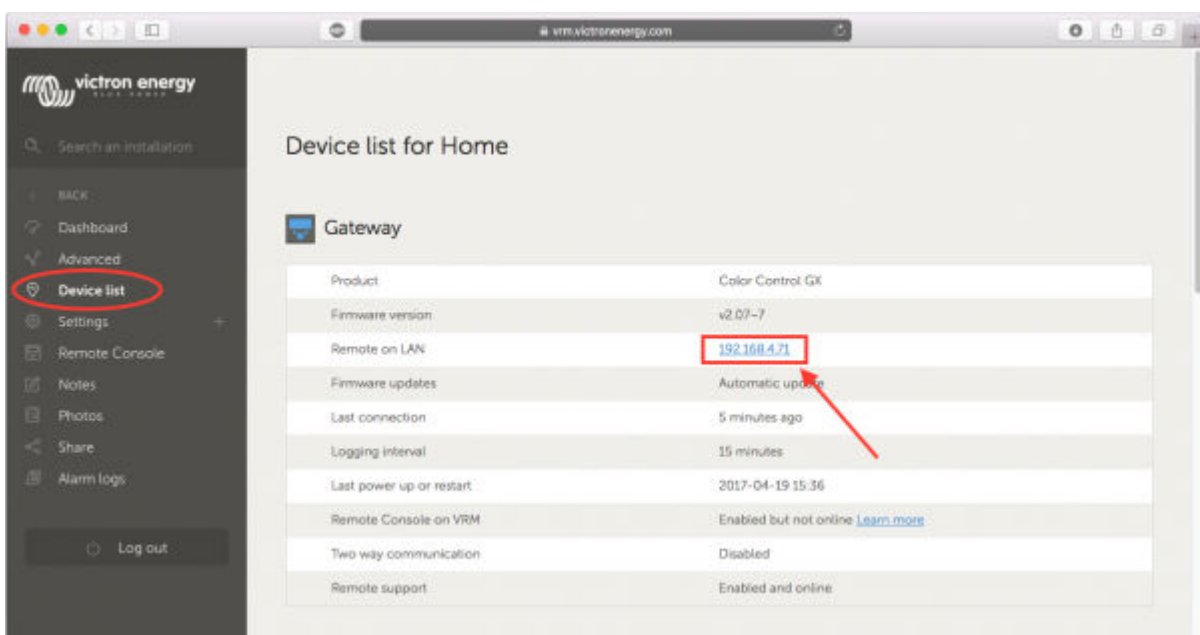 vrm.victronenergy.com
victron energy
BLUE POWER
Search an installation
BACK
Dashboard
Advanced
Device list
Settings
Remote Console
Notes
Photos
Share
Alarm logs
Log out
Device list for Home
Gateway
Product Color Control GX
Firmware version v2.07~7
Remote on LAN 192.168.4.71
Firmware updates Automatic update
Last connection 5 minutes ago
Logging interval 15 minutes
Last power up or restart 2017-04-19 15:36
Remote Console on VRM Enabled but not online Learn more
Two way communication Disabled
Remote support Enabled and online